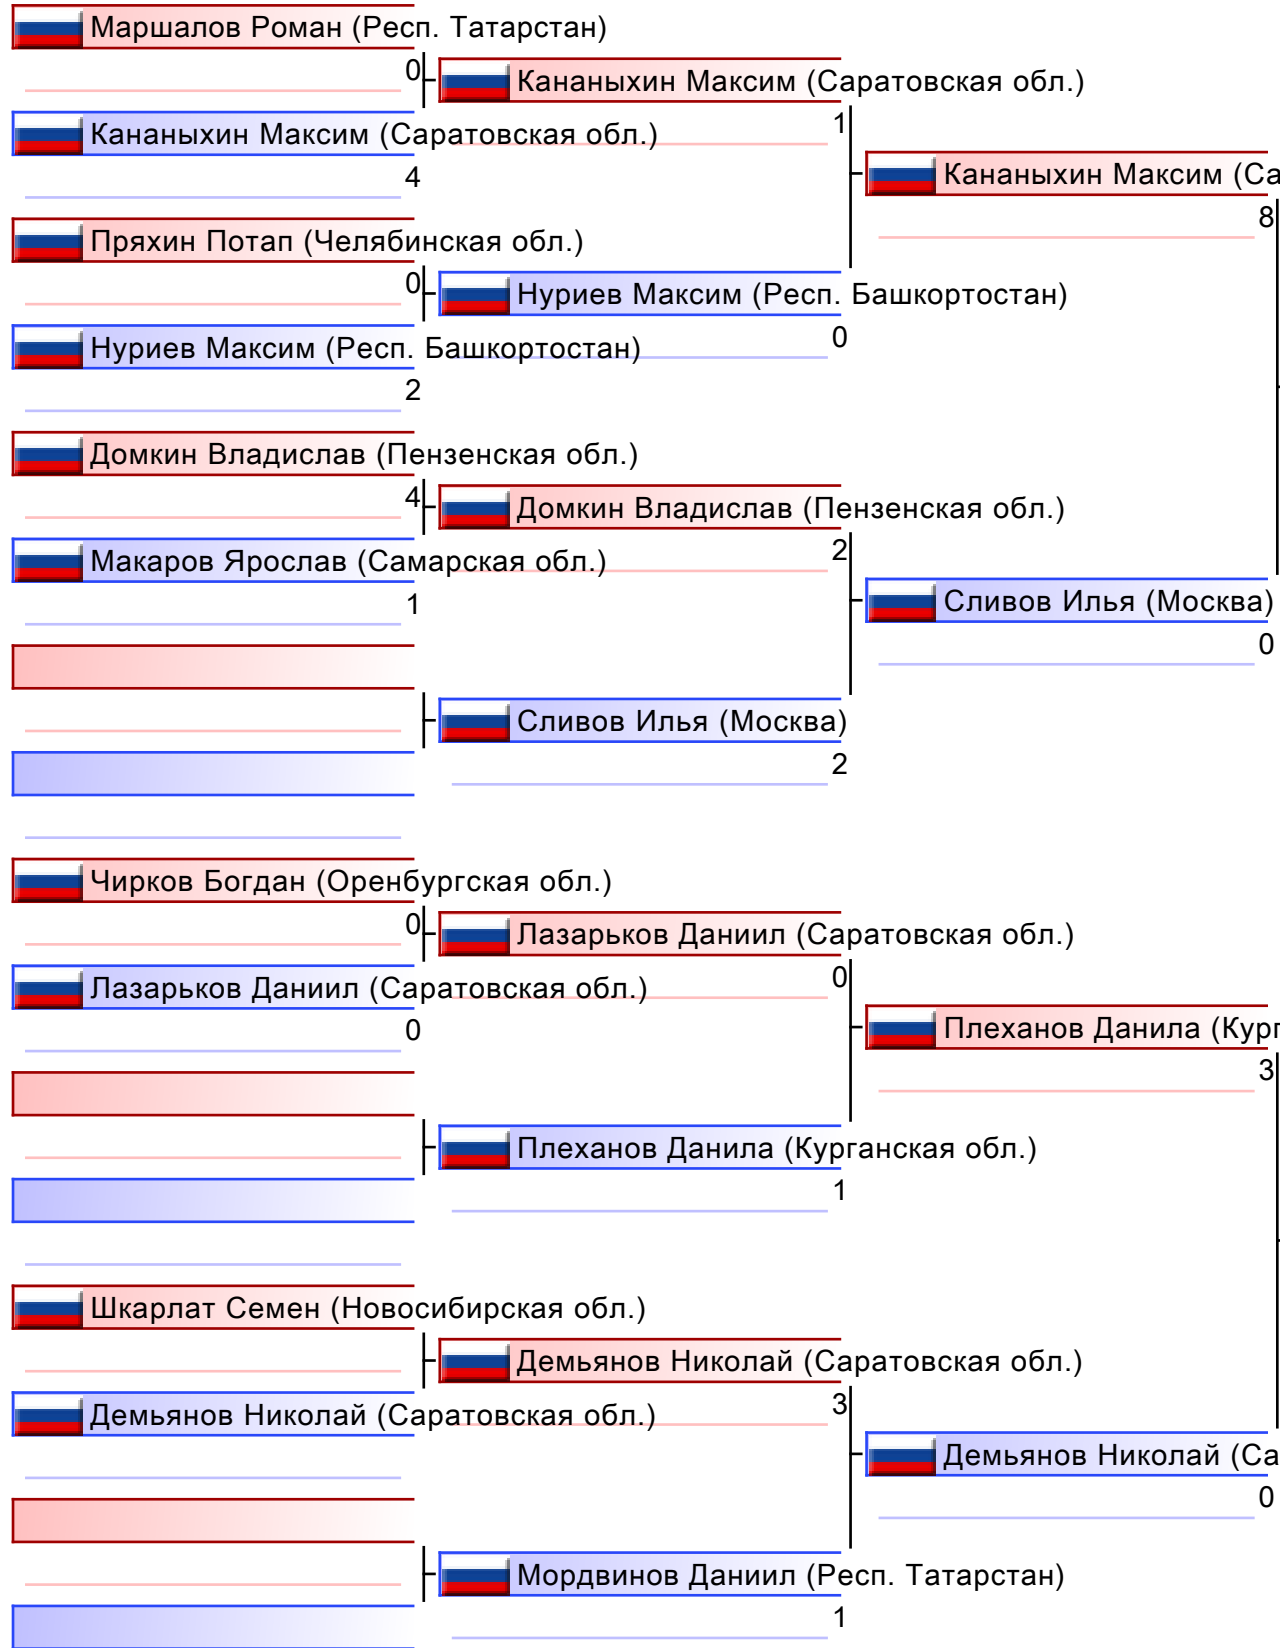 Маршалов Роман (Респ. Татарстан)
0
Кананыхин Максим (Саратовская обл.)
4
Пряхин Потап (Челябинская обл.)
0
Нуриев Максим (Респ. Башкортостан)
2
Домкин Владислав (Пензенская обл.)
4
Макаров Ярослав (Самарская обл.)
1
Чирков Богдан (Оренбургская обл.)
0
Лазарьков Даниил (Саратовская обл.)
0
Шкарлат Семен (Новосибирская обл.)
Демьянов Николай (Саратовская обл.)
Кананыхин Максим (Саратовская обл.)
1
Нуриев Максим (Респ. Башкортостан)
0
Домкин Владислав (Пензенская обл.)
2
Сливов Илья (Москва)
2
Лазарьков Даниил (Саратовская обл.)
0
Плеханов Данила (Курганская обл.)
1
Демьянов Николай (Саратовская обл.)
3
Мордвинов Даниил (Респ. Татарстан)
1
Кананыхин Максим (Са
8
Сливов Илья (Москва)
0
Плеханов Данила (Кург
3
Демьянов Николай (Са
0